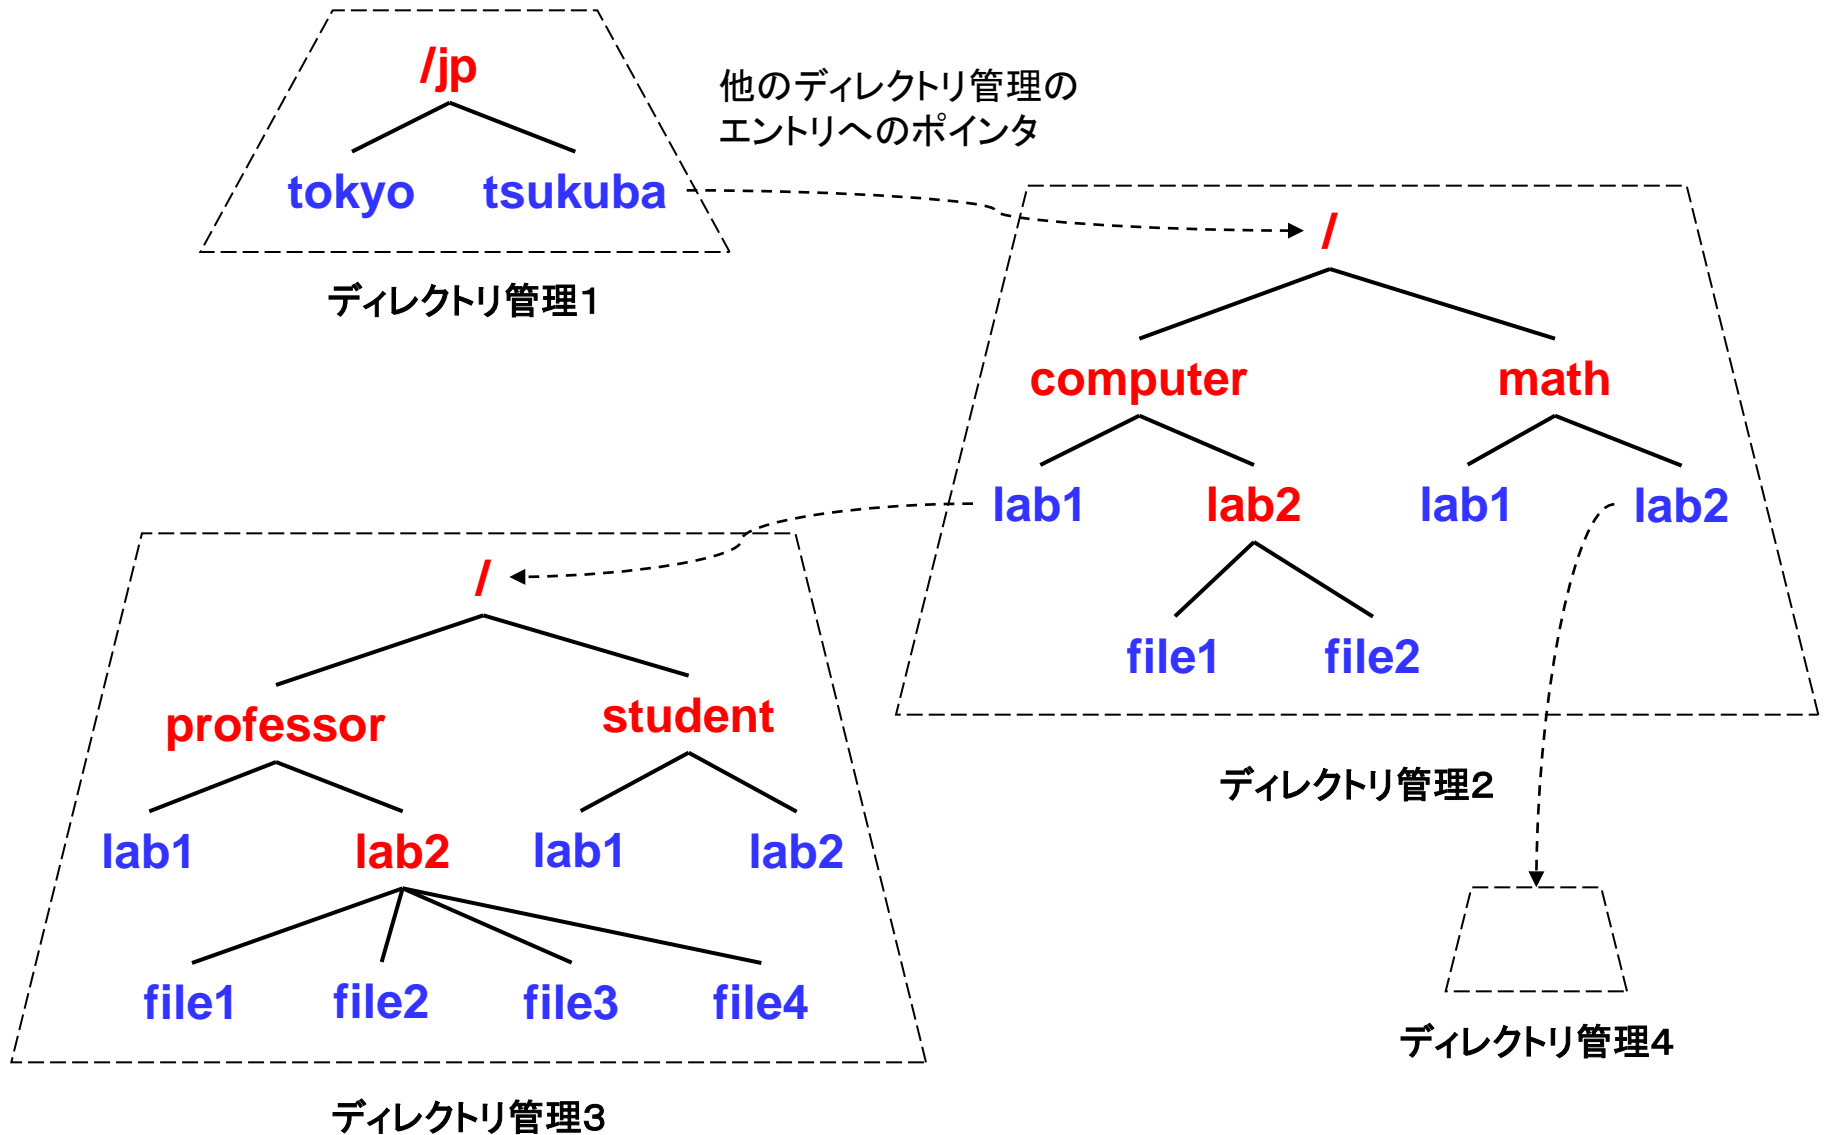 /jp
他のディレクトリ管理の
エントリへのポインタ
tokyo
tsukuba
ディレクトリ管理1
/
computer
math
lab1
lab2
lab1
lab2
file1
file2
ディレクトリ管理2
/
professor
student
lab1
lab2
lab1
lab2
file1
file2
file3
file4
ディレクトリ管理3
ディレクトリ管理4